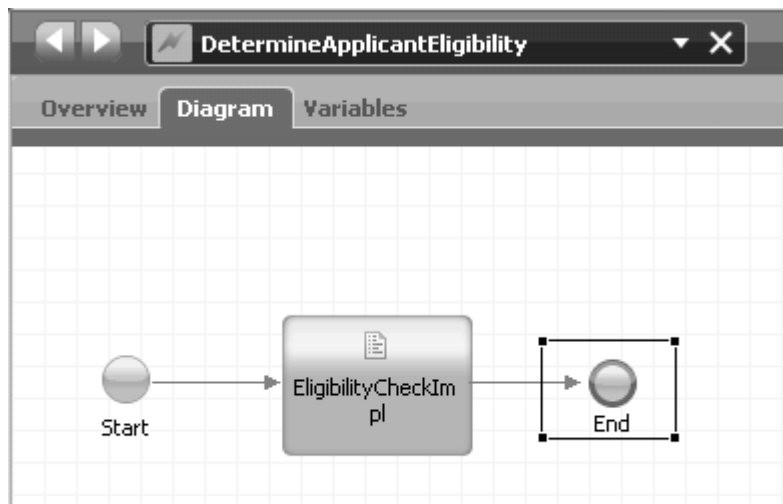 DetermineApplicantEligibility
Overview Diagram Variables
EligibilityCheckIm
pl
Start
End